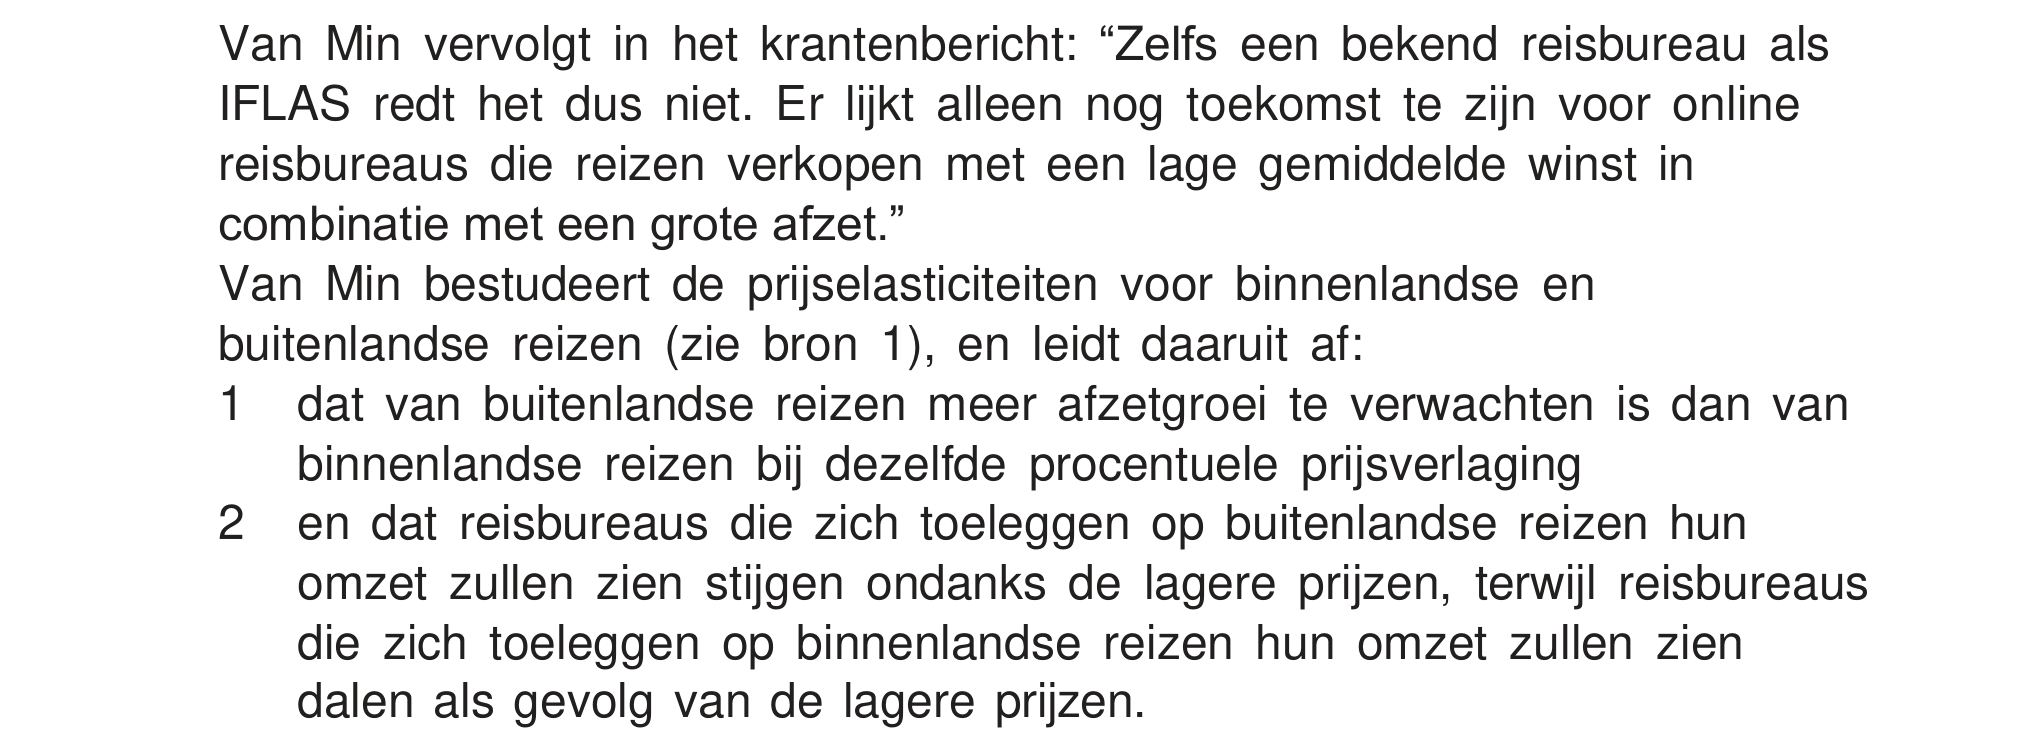 Van Min vervolgt in het krantenbericht: “Zelfs een bekend reisbureau als
IFLAS redt het dus niet. Er lijkt alleen nog toekomst te zijn voor online
reisbureaus die reizen verkopen met een lage gemiddelde winst in
combinatie met een grote afzet.”
Van Min bestudeert de prijselasticiteiten voor binnenlandse en
buitenlandse reizen (zie bron 1), en leidt daaruit af:
1 dat van buitenlandse reizen meer afzetgroei te verwachten is dan van
binnenlandse reizen bij dezelfde procentuele prijsverlaging
2 en dat reisbureaus die zich toeleggen op buitenlandse reizen hun
omzet zullen zien stijgen ondanks de lagere prijzen, terwijl reisbureaus
die zich toeleggen op binnenlandse reizen hun omzet zullen zien
dalen als gevolg van de lagere prijzen.